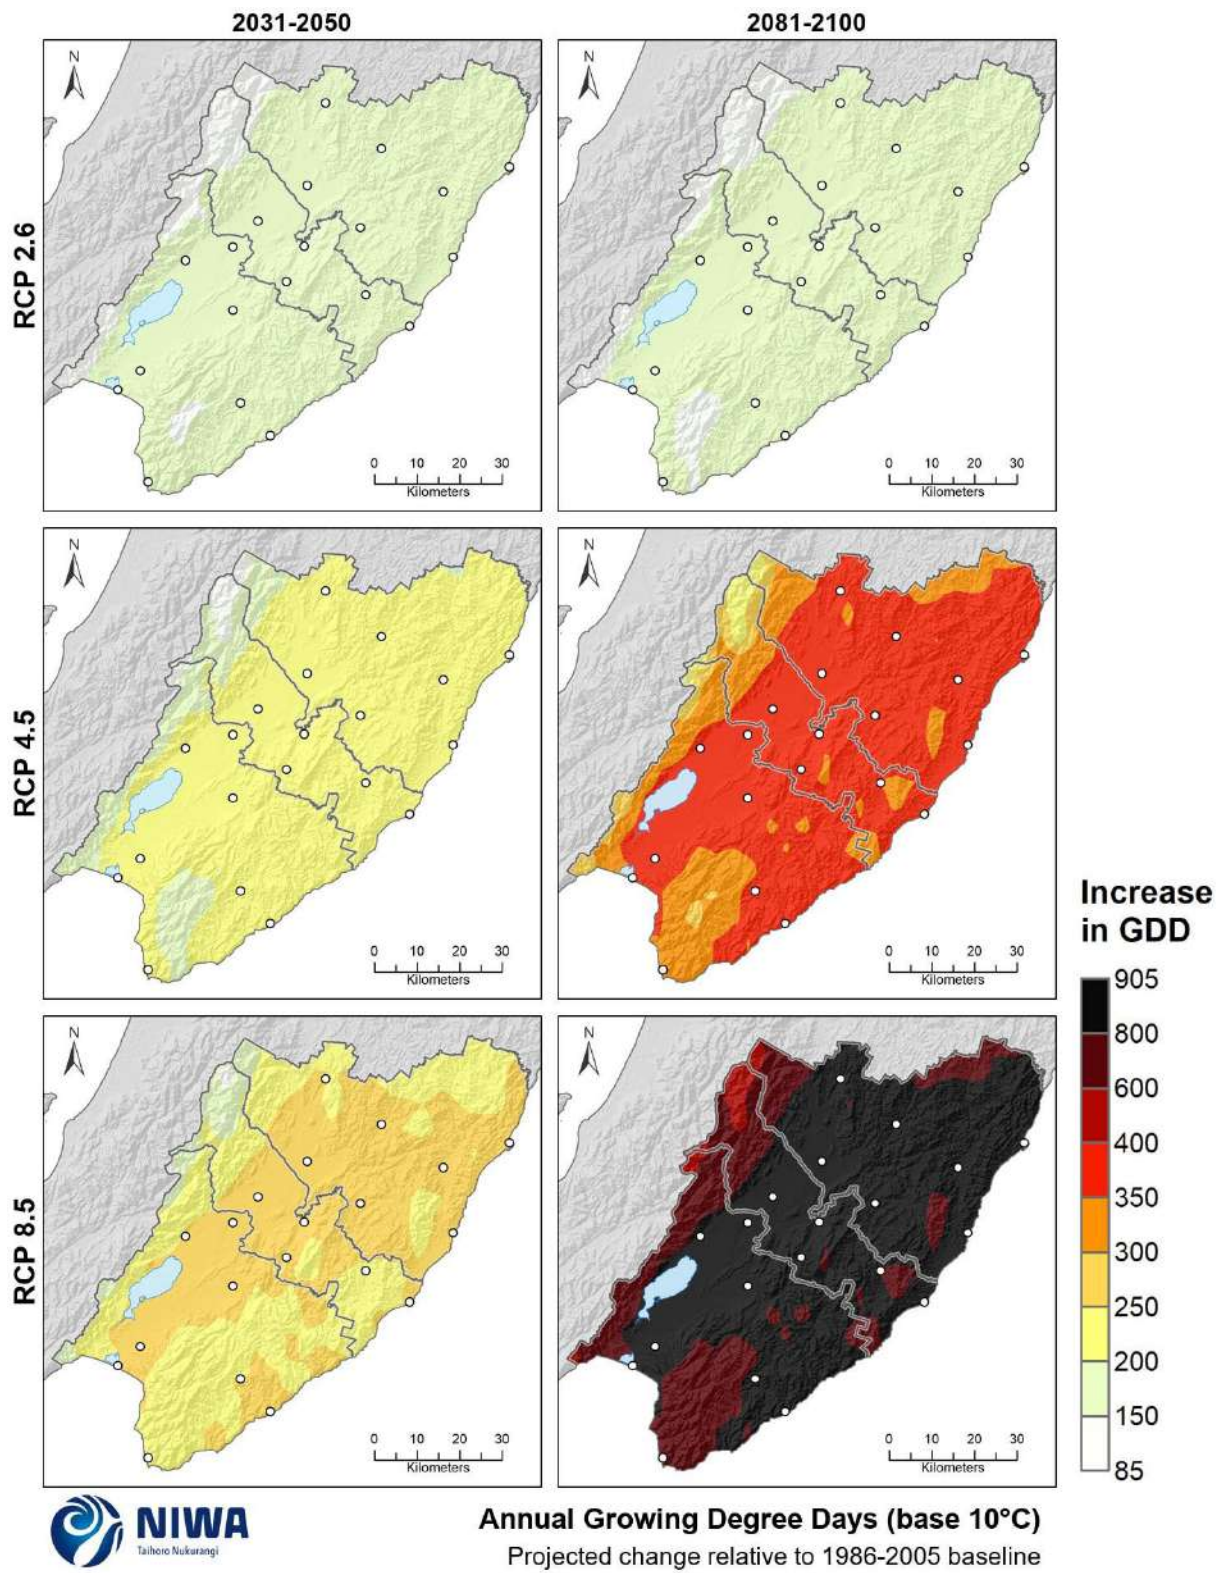 2031-2050
2081-2100
RCP 2.6
N
0 10 20 30
Kilometers
N
0 10 20 30
Kilometers
RCP 4.5
N
0 10 20 30
Kilometers
N
0 10 20 30
Kilometers
RCP 8.5
N
0 10 20 30
Kilometers
N
0 10 20 30
Kilometers
Increase
in GDD
905
800
600
400
350
300
250
200
150
85
NIWA
Taihoro Nukurangi
Annual Growing Degree Days (base 10°C)
Projected change relative to 1986-2005 baseline